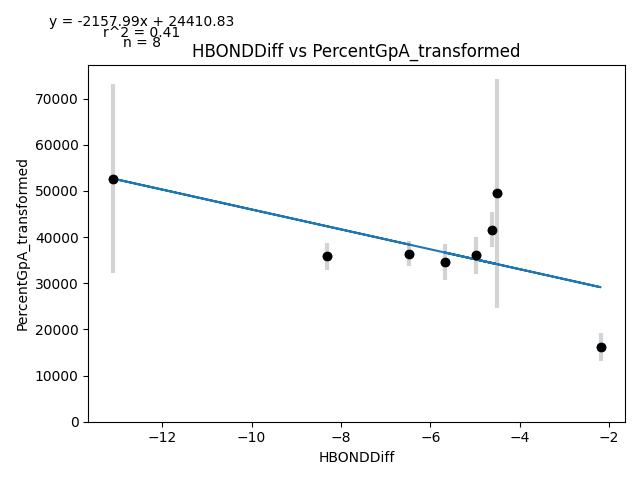 y = -2157.99x + 24410.83
r^2 = 0.41
n = 8
HBONDDiff vs PercentGpA_transformed
PercentGpA_transformed
70000
60000
50000
40000
30000
20000
10000
0
−12
−10
−8
−6
−4
−2
HBONDDiff